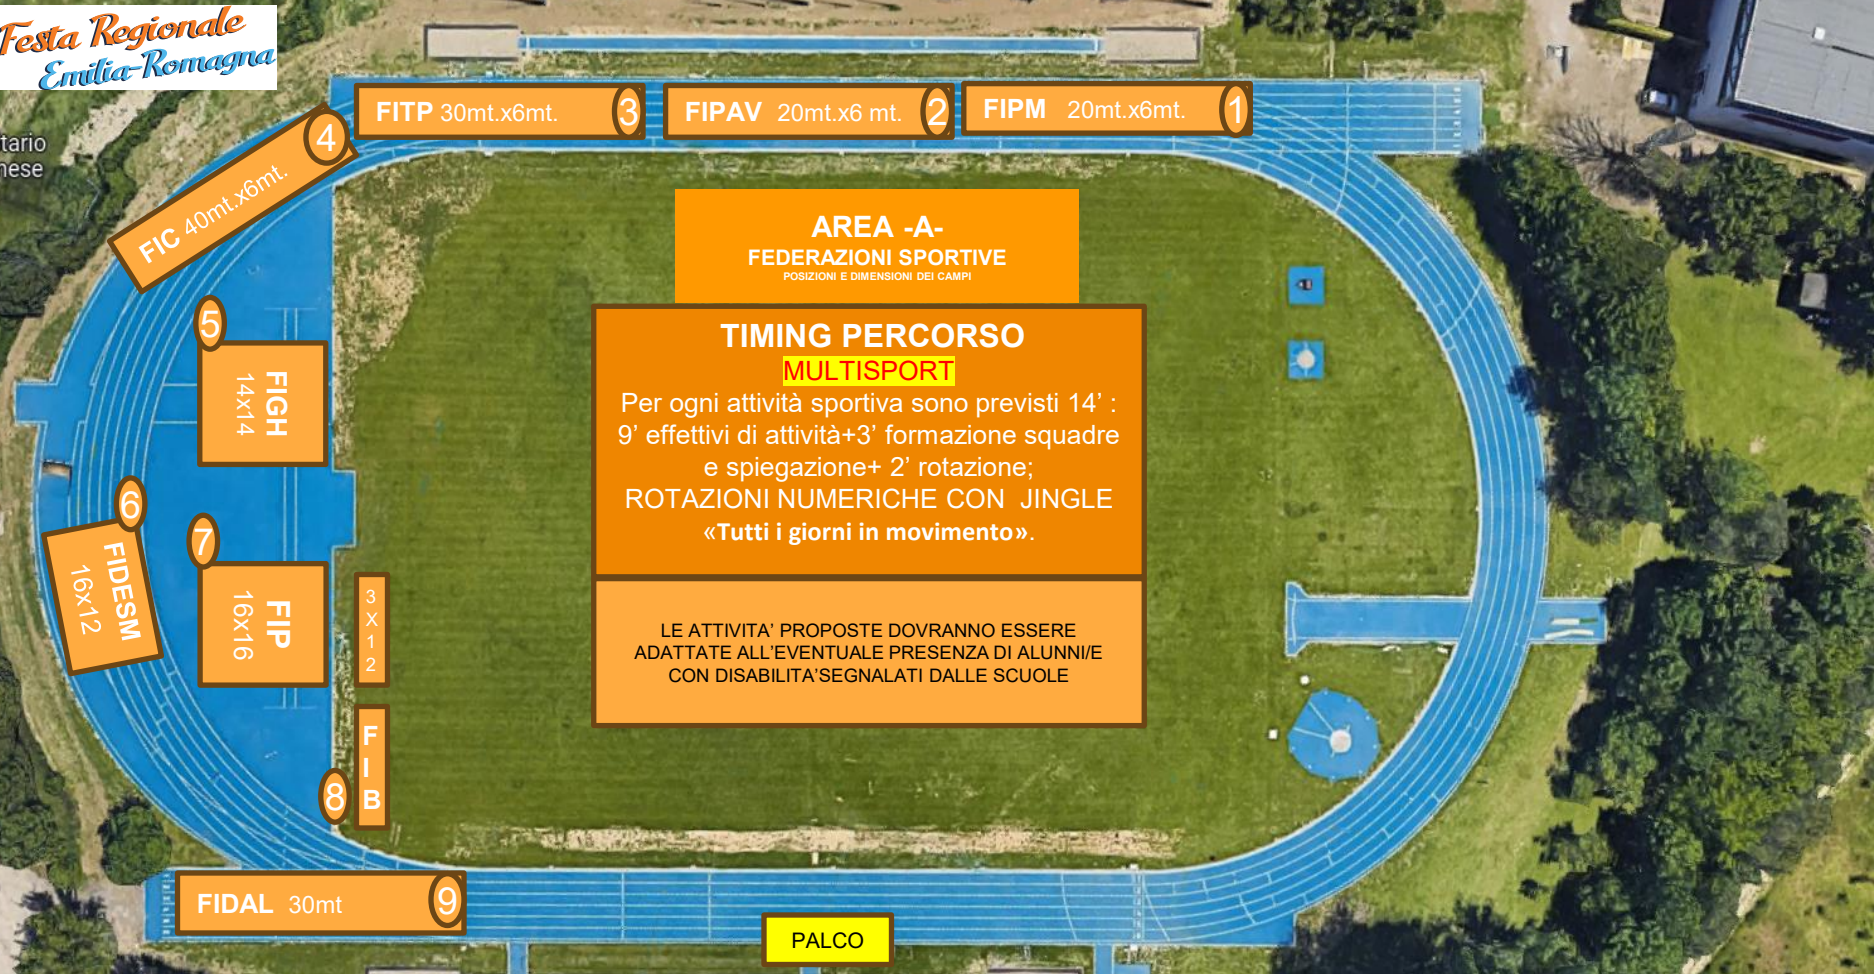 Festa Regionale
Emilia-Romagna
FITP 30mt.x6mt.
3
FIPAV 20mt.x6 mt.
2
FIPM 20mt.x6mt.
1
4
FIC 40mt.x6mt.
AREA -A-
FEDERAZIONI SPORTIVE
POSIZIONI E DIMENSIONI DEI CAMPI
5
FIGH
14x14
TIMING PERCORSO
MULTISPORT
Per ogni attività sportiva sono previsti 14’ :
9’ effettivi di attività+3’ formazione squadre
e spiegazione+ 2’ rotazione;
ROTAZIONI NUMERICHE CON JINGLE
«Tutti i giorni in movimento».
6
FIDESM
16x12
7
FIP
16x16
3
X
1
2
LE ATTIVITA’ PROPOSTE DOVRANNO ESSERE
ADATTATE ALL’EVENTUALE PRESENZA DI ALUNNI/E
CON DISABILITA’SEGNALATI DALLE SCUOLE
F
I
B
8
FIDAL 30mt
9
PALCO